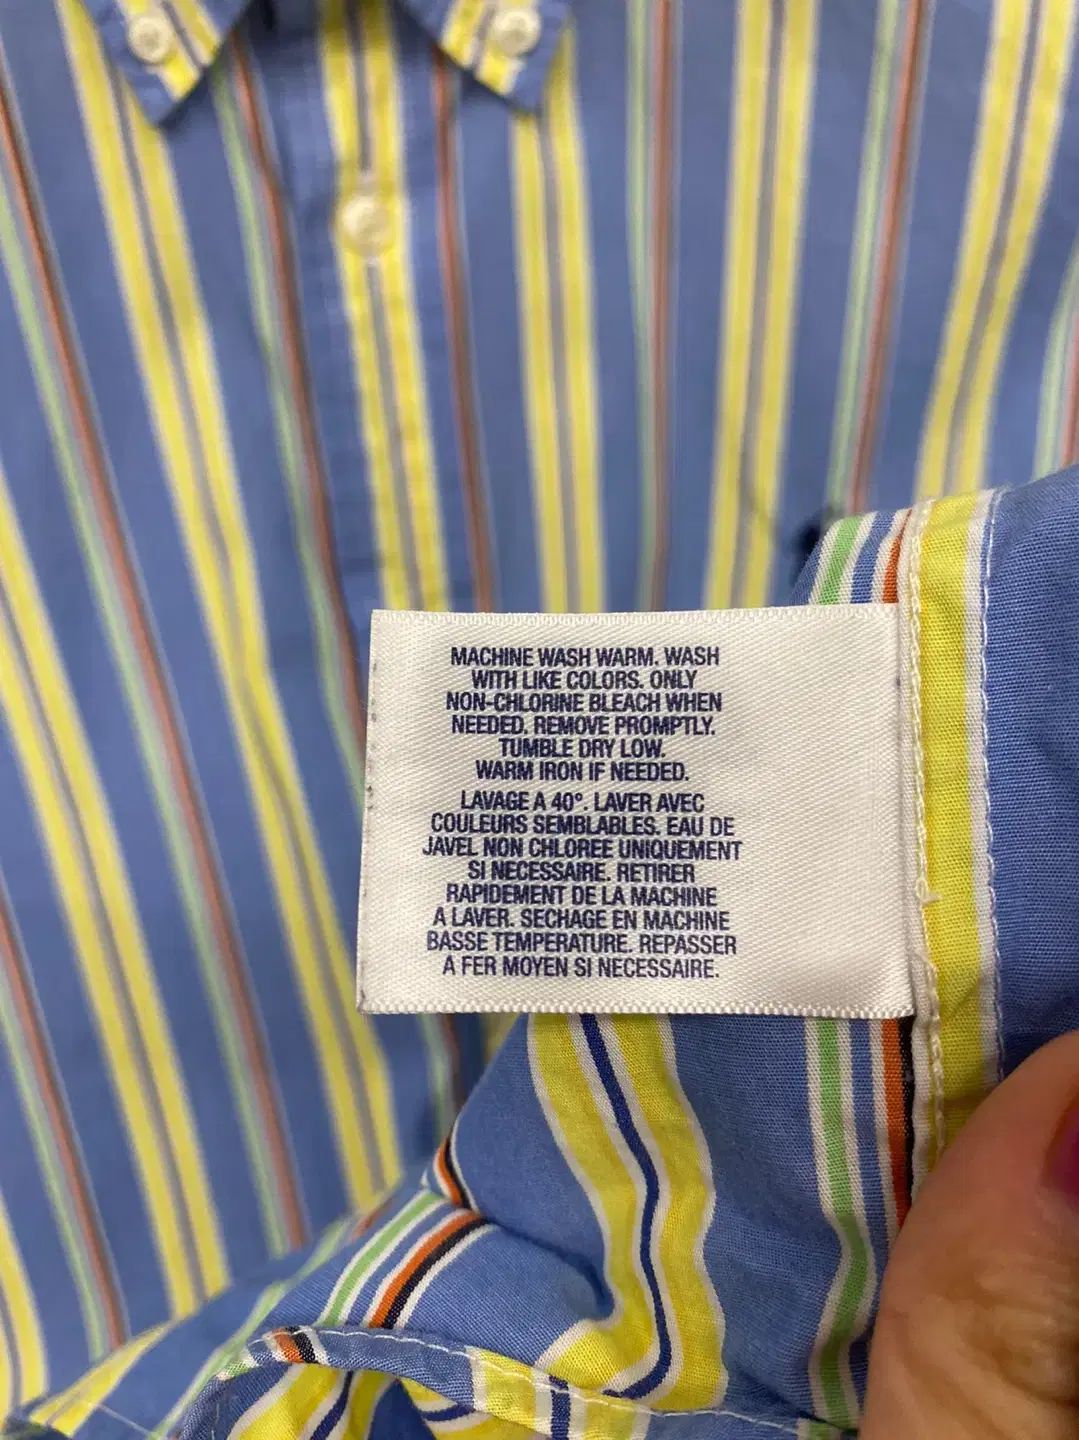 MACHINE WASH WARM. WASH
WITH LIKE COLORS. ONLY
NON-CHLORINE BLEACH WHEN
NEEDED. REMOVE PROMPTLY.
TUMBLE DRY LOW.
WARM IRON IF NEEDED.
LAVAGE A 40°. LAVER AVEC
COULEURS SEMBLABLES. EAU DE
JAVEL NON CHLOREE UNIQUEMENT
SI NECESSAIRE. RETIRER
RAPIDEMENT DE LA MACHINE
A LAVER. SECHAGE EN MACHINE
BASSE TEMPERATURE. REPASSER
A FER MOYEN SI NECESSAIRE.